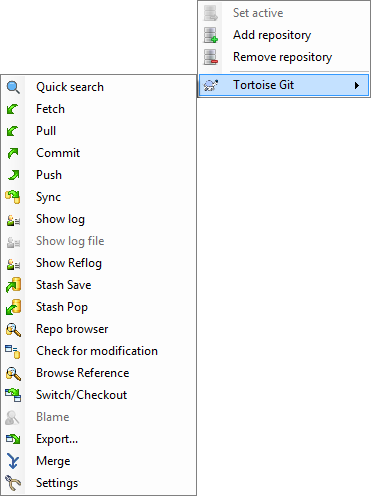 Set active
Add repository
Remove repository
Tortoise Git
Quick search
Fetch
Pull
Commit
Push
Sync
Show log
Show log file
Show Reflog
Stash Save
Stash Pop
Repo browser
Check for modification
Browse Reference
Switch/Checkout
Blame
Export...
Merge
Settings